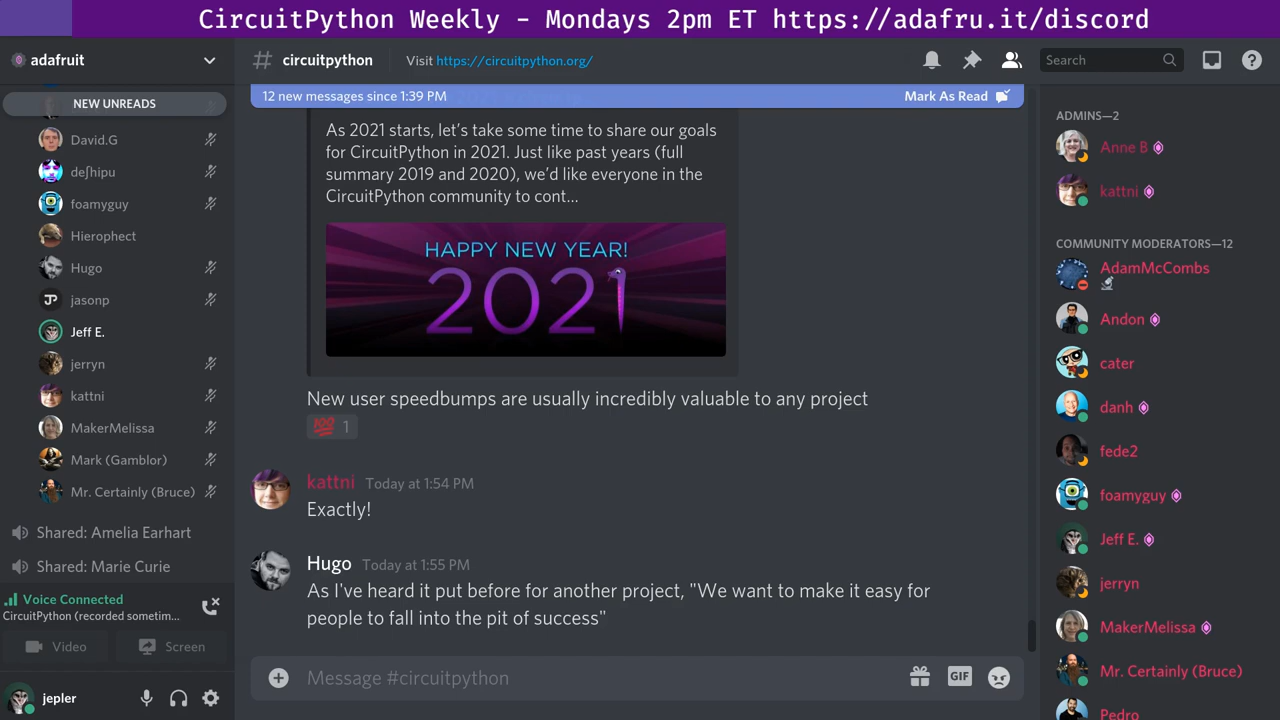 CircuitPython Weekly - Mondays 2pm ET https://adafru.it/discord
adafruit
NEW UNREADS
David.G
deʃhipu
foamyguy
Hierophect
Hugo
jasonp
Jeff E.
jerryn
kattni
MakerMelissa
Mark (Gamblor)
Mr. Certainly (Bruce)
Shared: Amelia Earhart
Shared: Marie Curie
Voice Connected
CircuitPython (recorded sometim...
Video
Screen
jepler
# circuitpython
Visit https://circuitpython.org/
Search
12 new messages since 1:39 PM
Mark As Read
As 2021 starts, let's take some time to share our goals
for CircuitPython in 2021. Just like past years (full
summary 2019 and 2020), we'd like everyone in the
CircuitPython community to cont...
HAPPY NEW YEAR!
2021
New user speedbumps are usually incredibly valuable to any project
💯 1
kattni Today at 1:54 PM
Exactly!
Hugo Today at 1:55 PM
As I've heard it put before for another project, "We want to make it easy for
people to fall into the pit of success"
Message #circuitpython
GIF
ADMINS—2
Anne B
kattni
COMMUNITY MODERATORS—12
AdamMcCombs
Andon
cater
danh
fede2
foamyguy
Jeff E.
jerryn
MakerMelissa
Mr. Certainly (Bruce)
Pedro